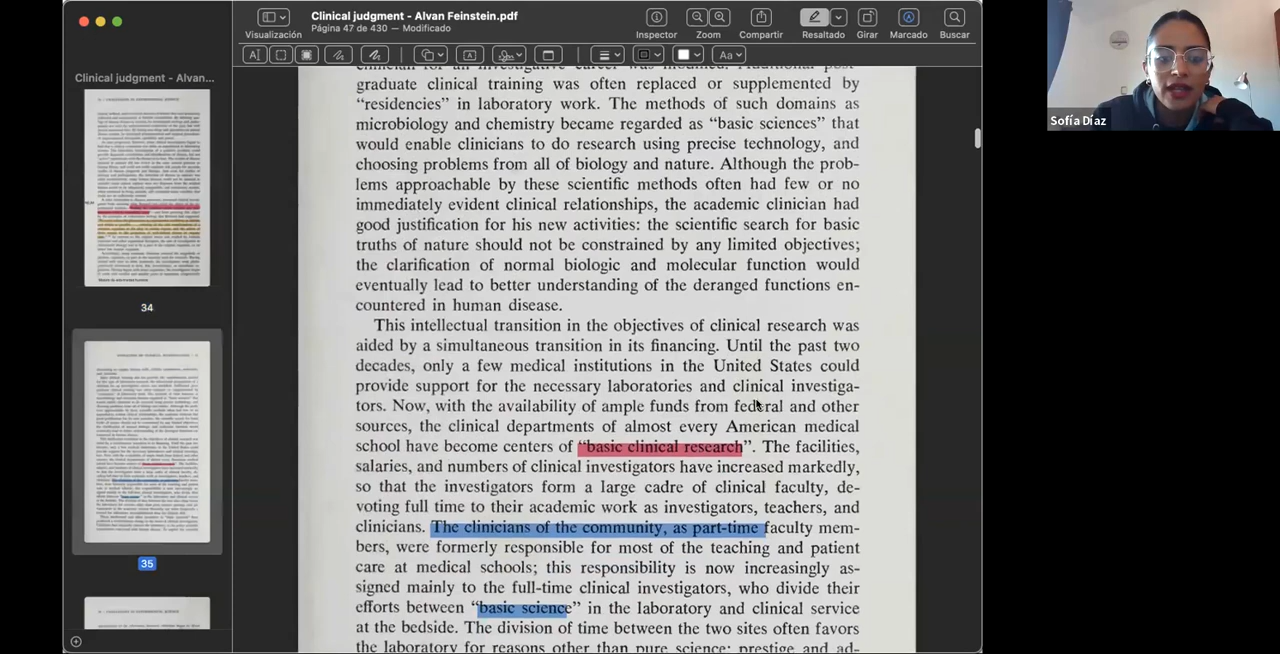 Clinical judgment - Alvan Feinstein.pdf
Página 47 de 430 — Modificado
Visualización
Inspector
Zoom
Compartir
Resaltado
Girar
Marcado
Buscar
Aa
Clinical judgment - Alvan...
34
35
graduate clinical training was often replaced or supplemented by
“residencies” in laboratory work. The methods of such domains as
microbiology and chemistry became regarded as “basic sciences” that
would enable clinicians to do research using precise technology, and
choosing problems from all of biology and nature. Although the prob-
lems approachable by these scientific methods often had few or no
immediately evident clinical relationships, the academic clinician had
good justification for his new activities: the scientific search for basic
truths of nature should not be constrained by any limited objectives;
the clarification of normal biologic and molecular function would
eventually lead to better understanding of the deranged functions en-
countered in human disease.
This intellectual transition in the objectives of clinical research was
aided by a simultaneous transition in its financing. Until the past two
decades, only a few medical institutions in the United States could
provide support for the necessary laboratories and clinical investiga-
tors. Now, with the availability of ample funds from federal and other
sources, the clinical departments of almost every American medical
school have become centers of
“basic clinical research”. The facilities,
salaries, and numbers of clinical investigators have increased markedly,
so that the
now form a large cadre of clinical faculty, de-
voting full time to their academic work as investigators, teachers, and
clinicians. The clinicians of the community, as part-time faculty mem-
bers, were formerly responsible for most of the teaching and patient
care at medical schools; this responsibility is now increasingly as-
signed mainly to the full-time clinical investigators, who divide their
efforts between “basic science” in the laboratory and clinical service
at the bedside. The division of time between the two sites often favors
the laboratory for reasons other than pure science: prestige and ad-
Sofía Díaz